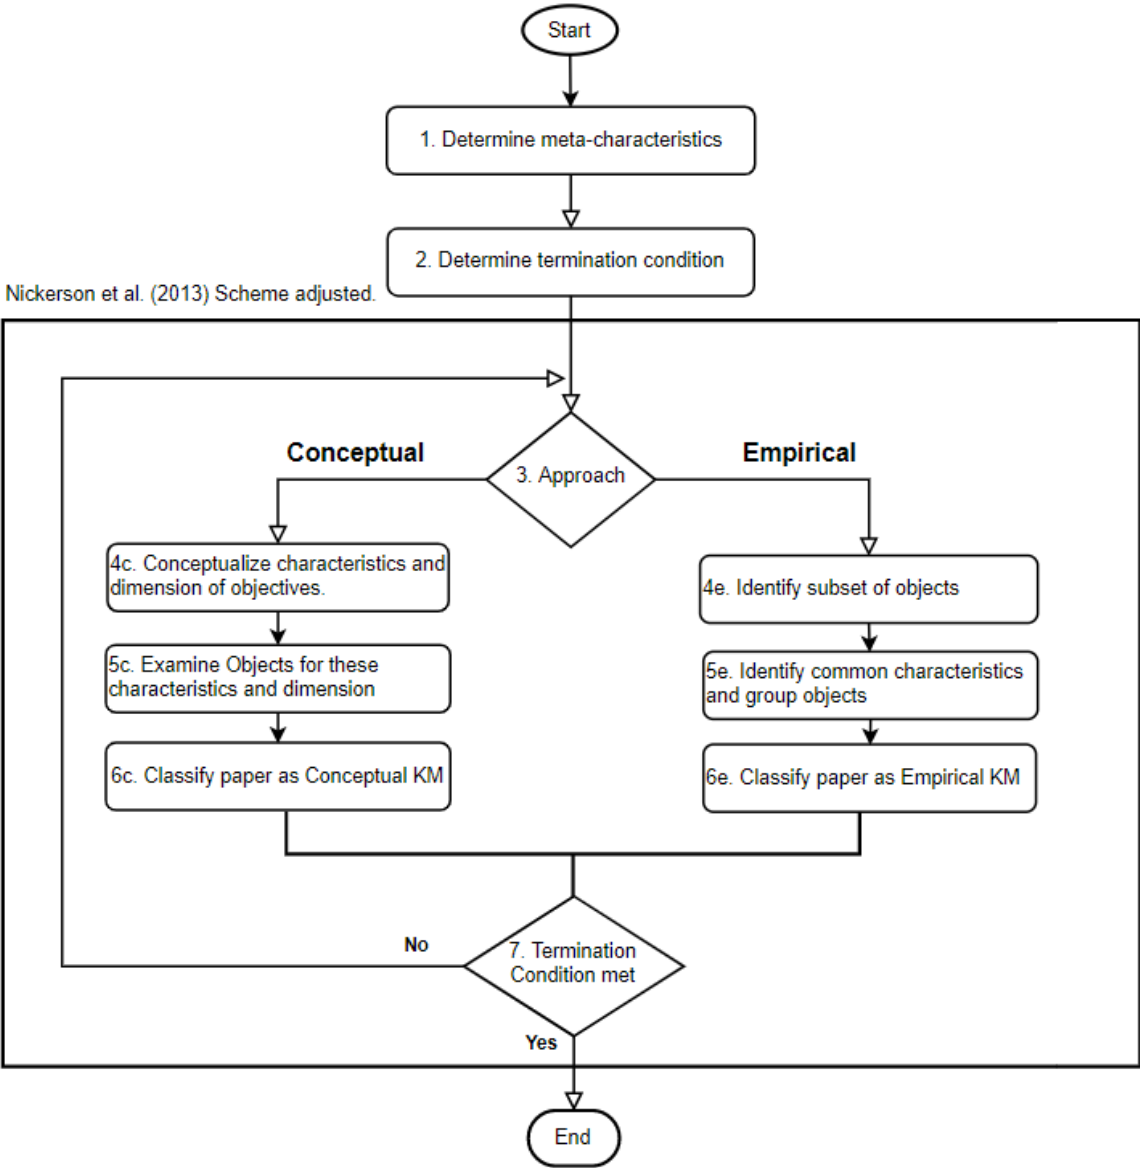 Start
1. Determine meta-characteristics
2. Determine termination condition
Nickerson et al. (2013) Scheme adjusted.
Conceptual
Empirical
3. Approach
4c. Conceptualize characteristics and
dimension of objectives.
4e. Identify subset of objects
5c. Examine Objects for these
characteristics and dimension
5e. Identify common characteristics
and group objects
6c. Classify paper as Conceptual KM
6e. Classify paper as Empirical KM
No
7. Termination
Condition met
Yes
End